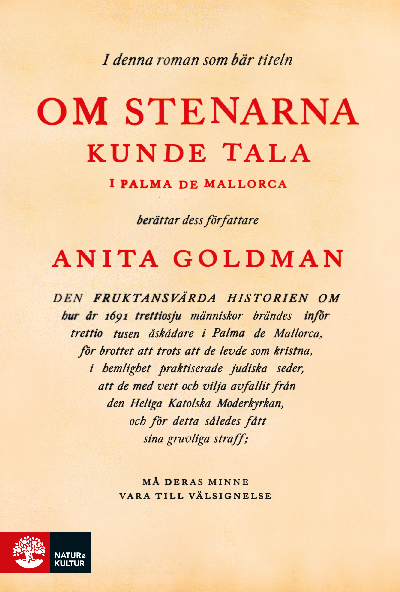 I denna roman som bär titeln
OM STENARNA
KUNDE TALA
I PALMA DE MALLORCA
berättar dess författare
ANITA GOLDMAN
DEN FRUKTANSVÄRDA HISTORIEN OM
hur år 1691 trettiosju människor brändes inför
trettio tusen åskådare i Palma de Mallorca,
för brottet att trots att de levde som kristna,
i hemlighet praktiserade judiska seder,
att de med vett och vilja avfallit från
den Heliga Katolska Moderkyrkan,
och för detta således fått
sina gruvliga straff;
MÅ DERAS MINNE
VARA TILL VÄLSIGNELSE
NATUR&
KULTUR